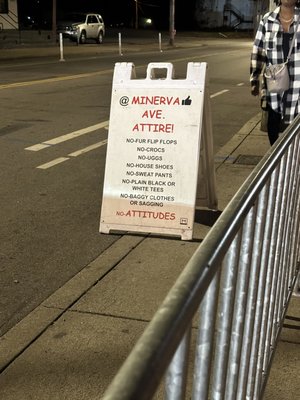 @ MINERVA
AVE.
ATTIRE!
NO-FUR FLIP FLOPS
NO-CROCS
NO-UGGS
NO-HOUSE SHOES
NO-SWEAT PANTS
NO-PLAIN BLACK OR
WHITE TEES
NO-BAGGY CLOTHES
OR SAGGING
NO-ATTITUDES